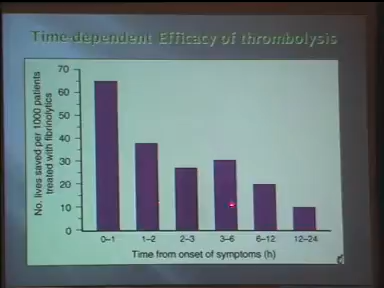 Time-dependent Efficacy of thrombolysis
No. lives saved per 1000 patients
treated with fibrinolytics
70
60
50
40
30
20
10
0
0–1 1–2 2–3 3–6 6–12 12–24
Time from onset of symptoms (h)